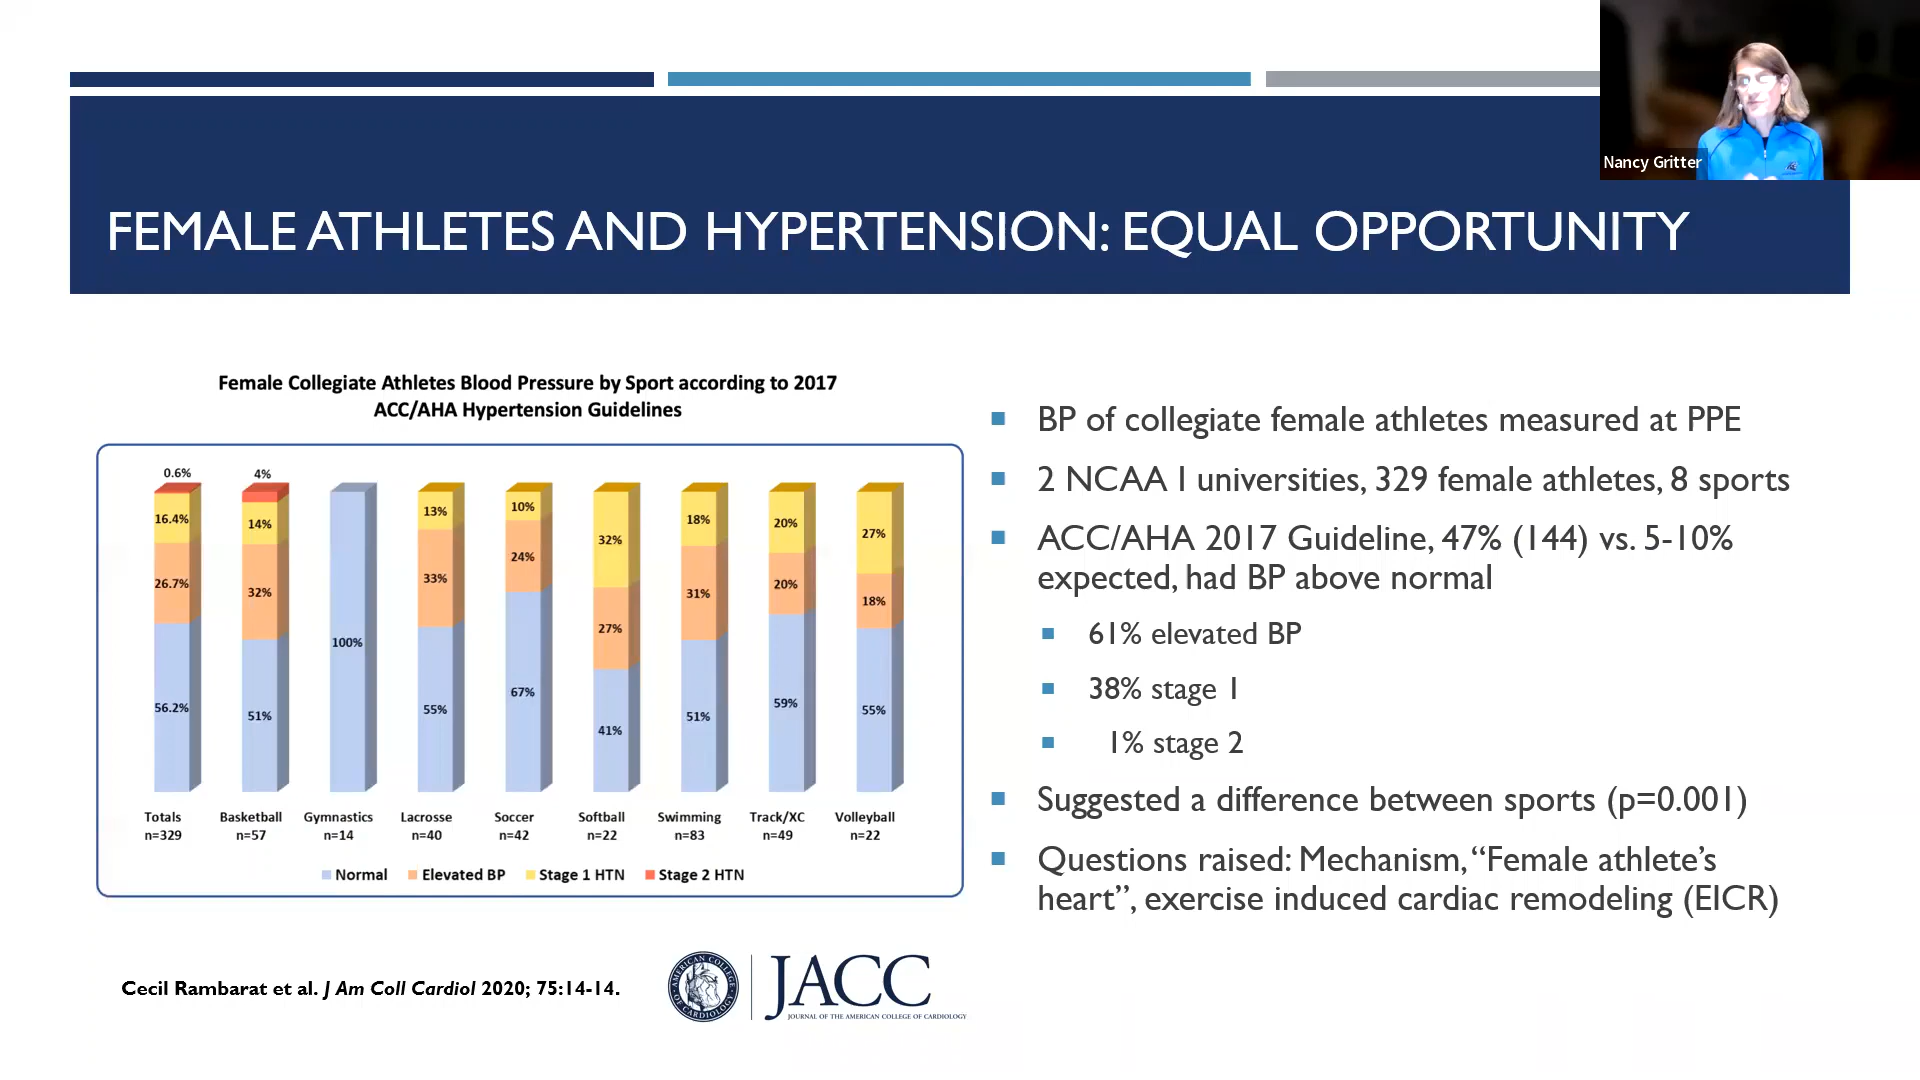 Nancy Gritter
FEMALE ATHLETES AND HYPERTENSION: EQUAL OPPORTUNITY
Female Collegiate Athletes Blood Pressure by Sport according to 2017
ACC/AHA Hypertension Guidelines
0.6% 4%
16.4% 14% 13% 10% 32% 18% 20% 27%
26.7% 32% 33% 24% 27% 31% 20% 18%
56.2% 51% 100% 55% 67% 41% 51% 59% 55%
Totals Basketball Gymnastics Lacrosse Soccer Softball Swimming Track/XC Volleyball
n=329 n=57 n=14 n=40 n=42 n=22 n=83 n=49 n=22
Normal Elevated BP Stage 1 HTN Stage 2 HTN
BP of collegiate female athletes measured at PPE
2 NCAA I universities, 329 female athletes, 8 sports
ACC/AHA 2017 Guideline, 47% (144) vs. 5-10%
expected, had BP above normal
61% elevated BP
38% stage 1
1% stage 2
Suggested a difference between sports (p=0.001)
Questions raised: Mechanism, “Female athlete’s
heart”, exercise induced cardiac remodeling (EICR)
Cecil Rambarat et al. J Am Coll Cardiol 2020; 75:14-14.
AMERICAN COLLEGE OF CARDIOLOGY
JACC
JOURNAL OF THE AMERICAN COLLEGE OF CARDIOLOGY